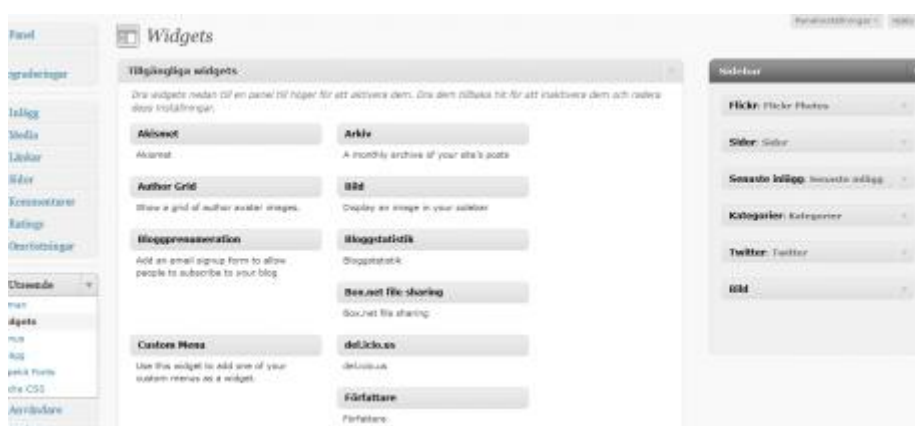 Panelinställningar
Widgets
Panel
Tillgängliga widgets
Sidebar
Dra widgets nedan till en panel till höger för att aktivera dem. Dra dem tillbaka hit för att inaktivera dem och radera
dess inställningar.
Inlägg
Media
Länkar
Sidor
Kommentarer
Ratings
Omröstningar
Utseende
Widgets
Användare
Akismet
Akismet
Arkiv
A monthly archive of your site's posts
Author Grid
Show a grid of author avatar images.
Bild
Display an image in your sidebar
Bloggprenumeration
Add an email signup form to allow
people to subscribe to your blog
Bloggstatistik
Bloggstatistik
Box.net file sharing
Box.net file sharing
Custom Menu
Use this widget to add one of your
custom menus as a widget.
del.icio.us
del.icio.us
Författare
Författare
Flickr: Flickr Photos
Sidor: Sidor
Senaste inlägg: Senaste inlägg
Kategorier: Kategorier
Twitter: Twitter
Bild